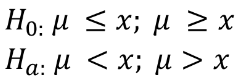 H₀: μ ≤ x; μ ≥ x
Hₐ: μ < x; μ > x